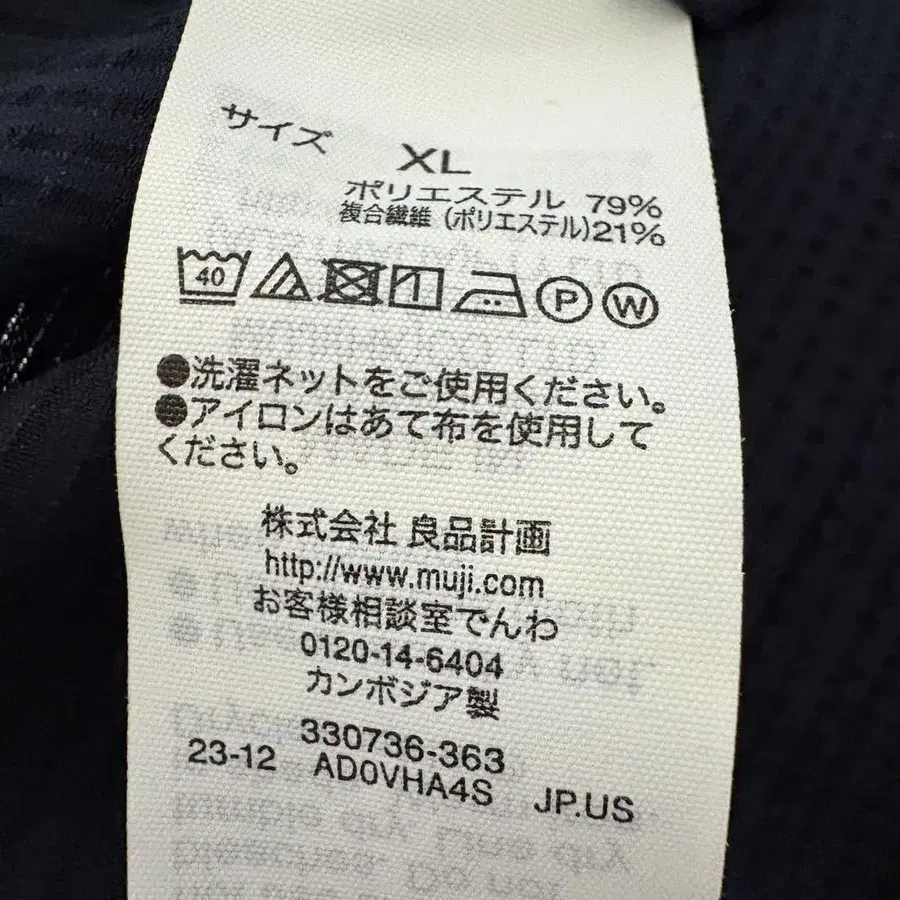 サイズ XL
ポリエステル 79%
複合繊維(ポリエステル)21%
40 P W
●洗濯ネットをご使用ください。
●アイロンはあて布を使用して
ください。
株式会社 良品計画
http://www.muji.com
お客様相談室でんわ
0120-14-6404
カンボジア製
330736-363
23-12 AD0VHA4S JP.US